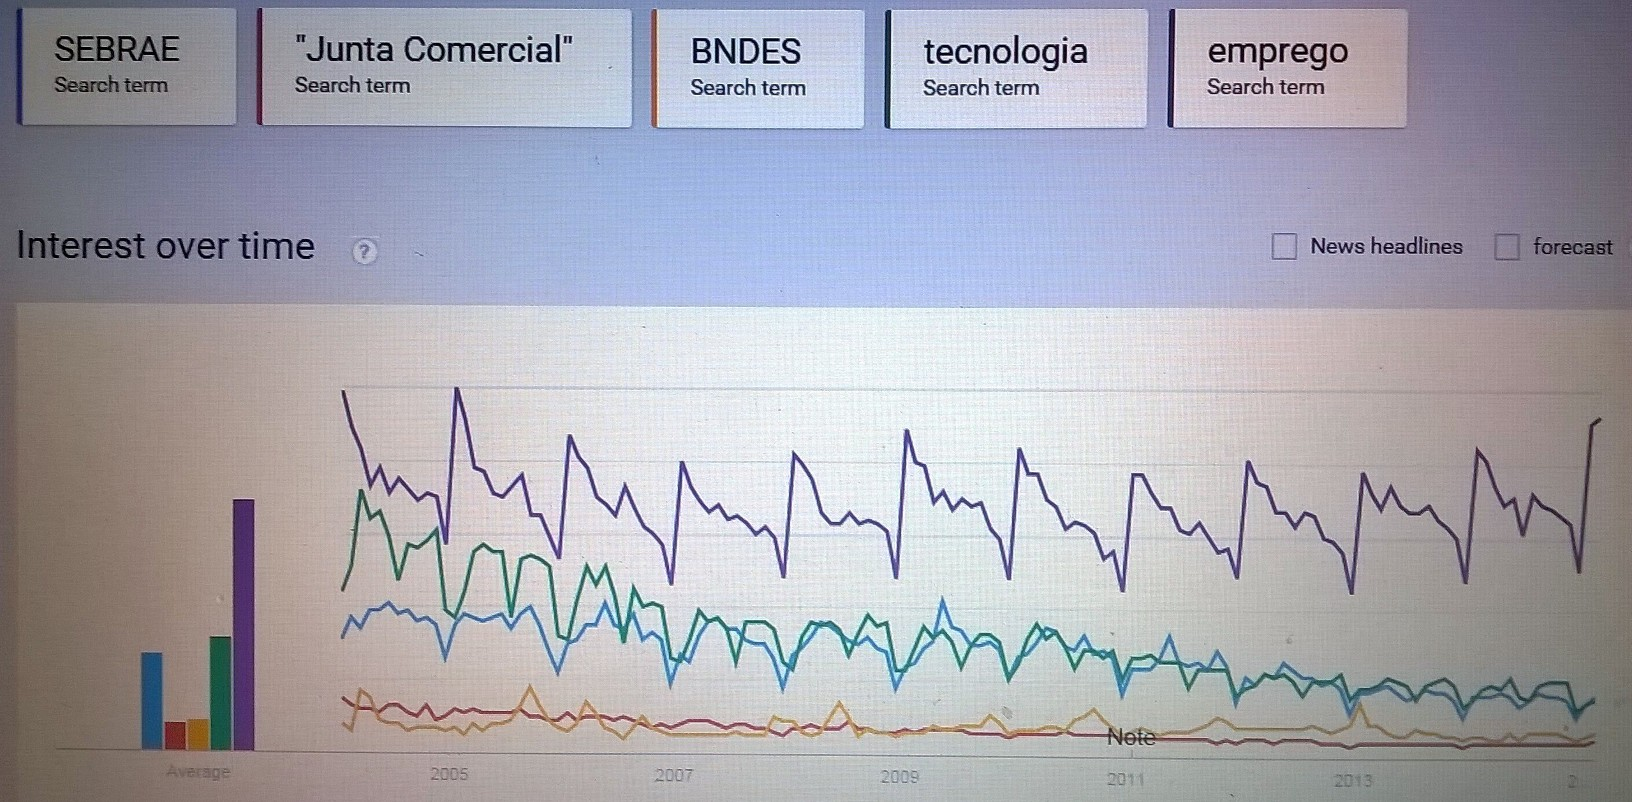 SEBRAE
Search term
"Junta Comercial"
Search term
BNDES
Search term
tecnologia
Search term
emprego
Search term
Interest over time
?
News headlines
forecast
Note
Average
2005
2007
2009
2011
2013